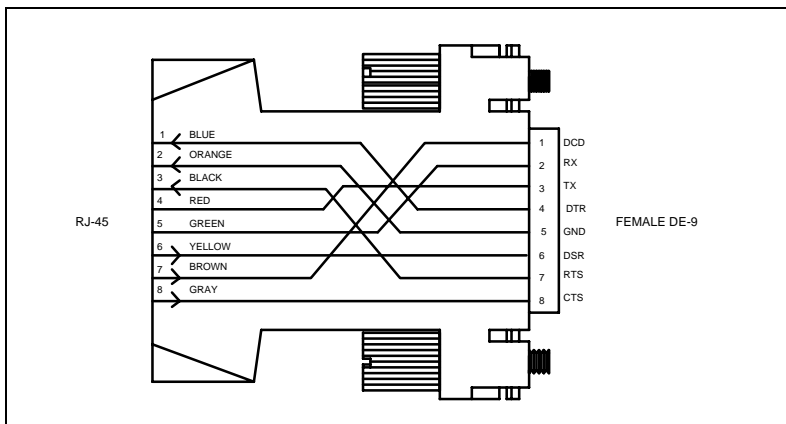 1 BLUE
2 ORANGE
3 BLACK
4 RED
5 GREEN
6 YELLOW
7 BROWN
8 GRAY
RJ-45
1 DCD
2 RX
3 TX
4 DTR
5 GND
6 DSR
7 RTS
8 CTS
FEMALE DE-9